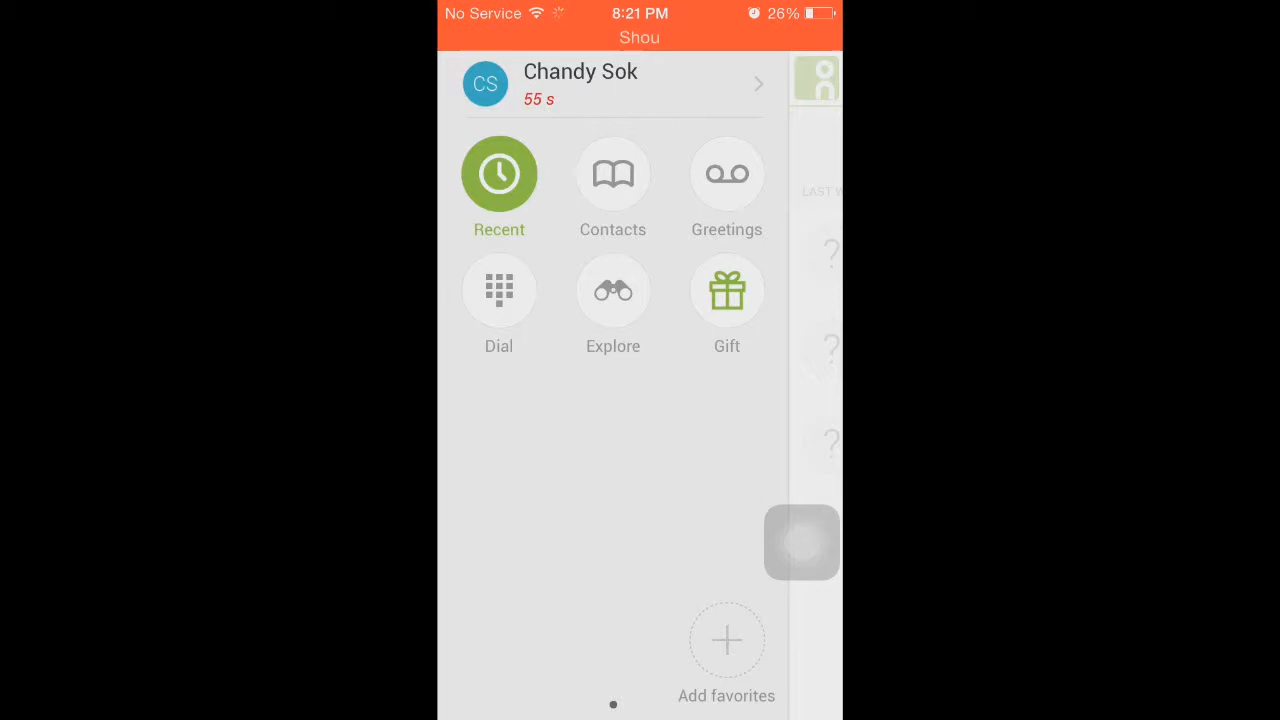 No Service 8:21 PM 26%
Shou
CS Chandy Sok
55 s
Recent Contacts Greetings
LAST W
?
Dial Explore Gift
?
?
Add favorites